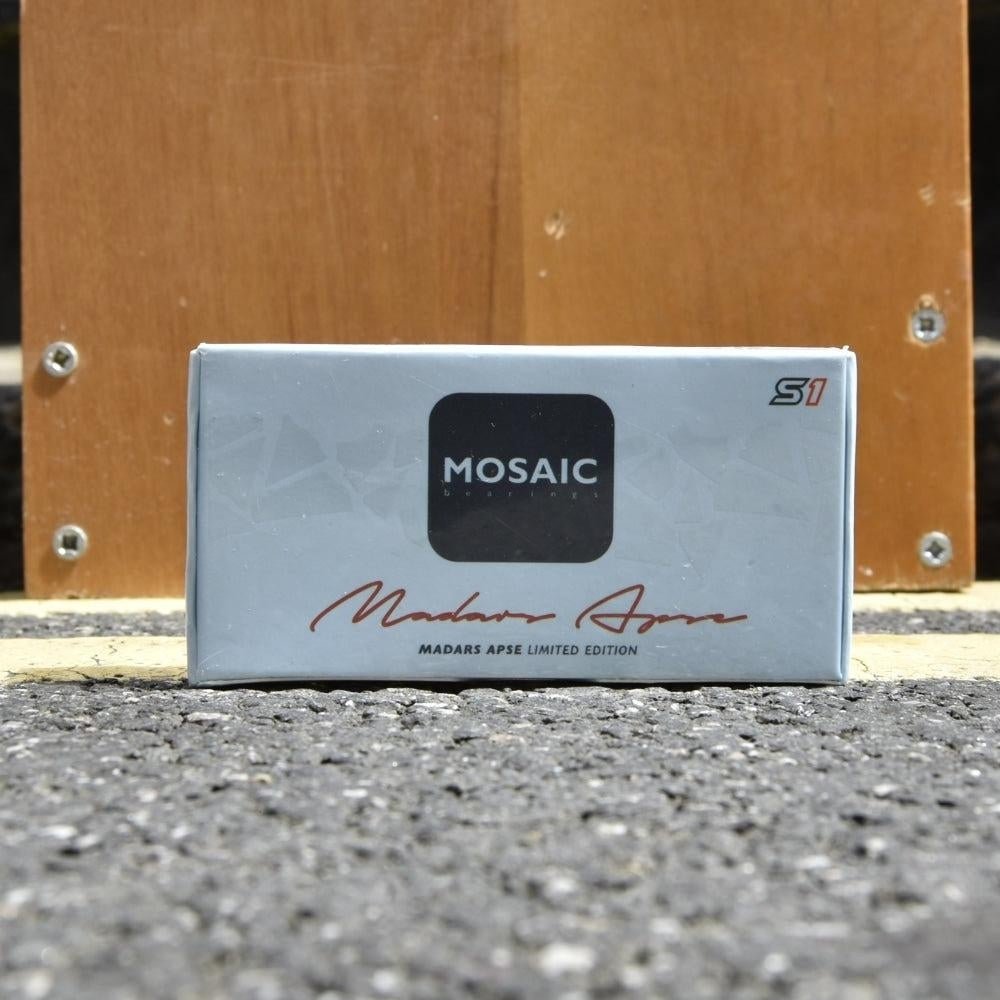 S1
MOSAIC
bearings
Madars Apse
MADARS APSE LIMITED EDITION